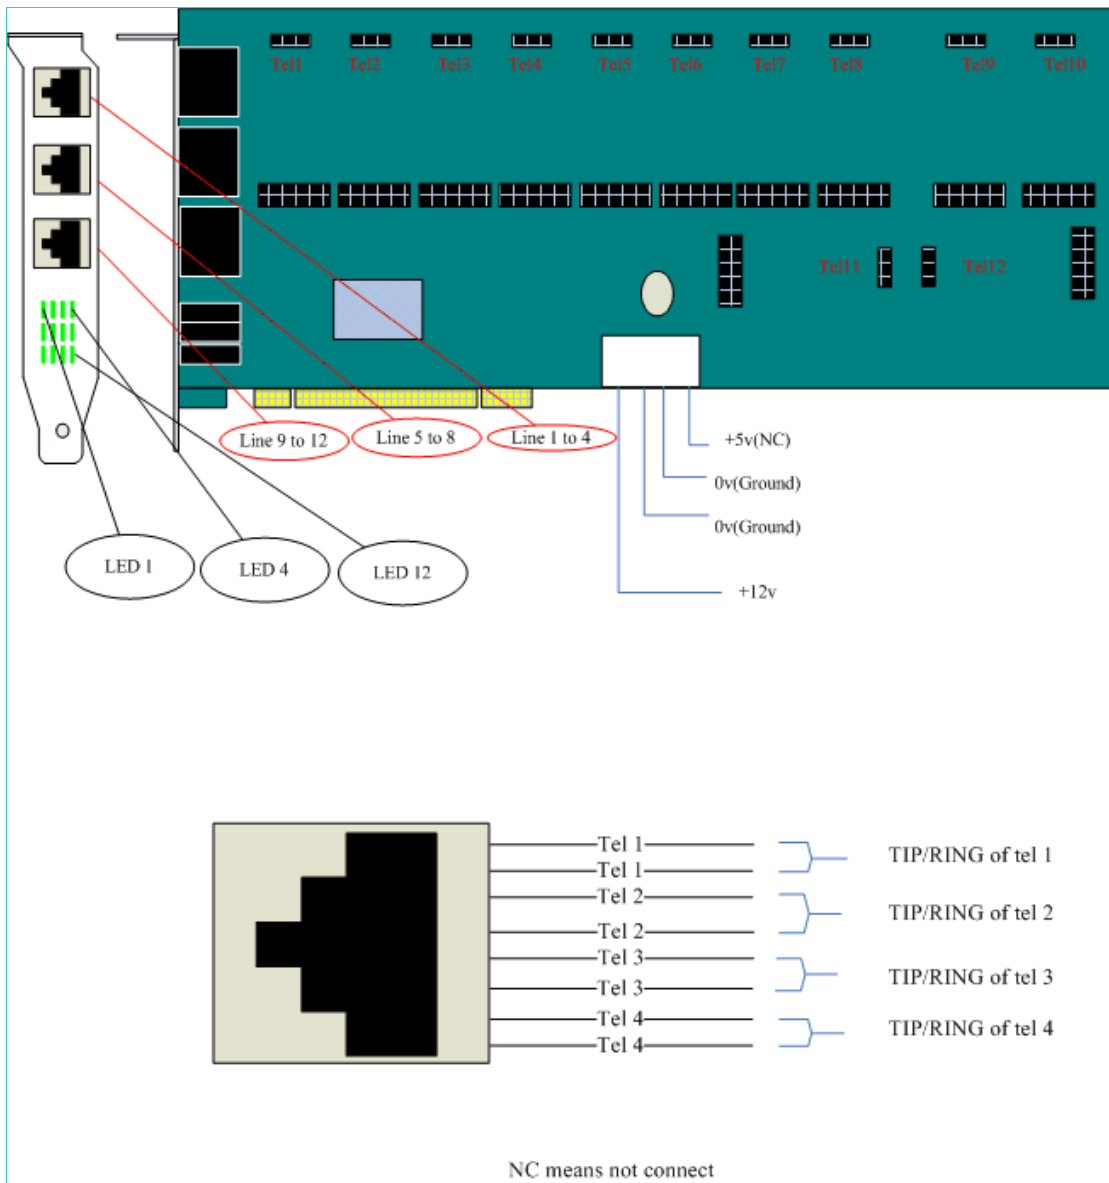 Tel1 Tel2 Tel3 Tel4 Tel5 Tel6 Tel7 Tel8 Tel9 Tel10
Tel11 Tel12
Line 9 to 12 Line 5 to 8 Line 1 to 4
+5v(NC)
0v(Ground)
0v(Ground)
+12v
LED 1 LED 4 LED 12
Tel 1
Tel 1
TIP/RING of tel 1
Tel 2
Tel 2
TIP/RING of tel 2
Tel 3
Tel 3
TIP/RING of tel 3
Tel 4
Tel 4
TIP/RING of tel 4
NC means not connect